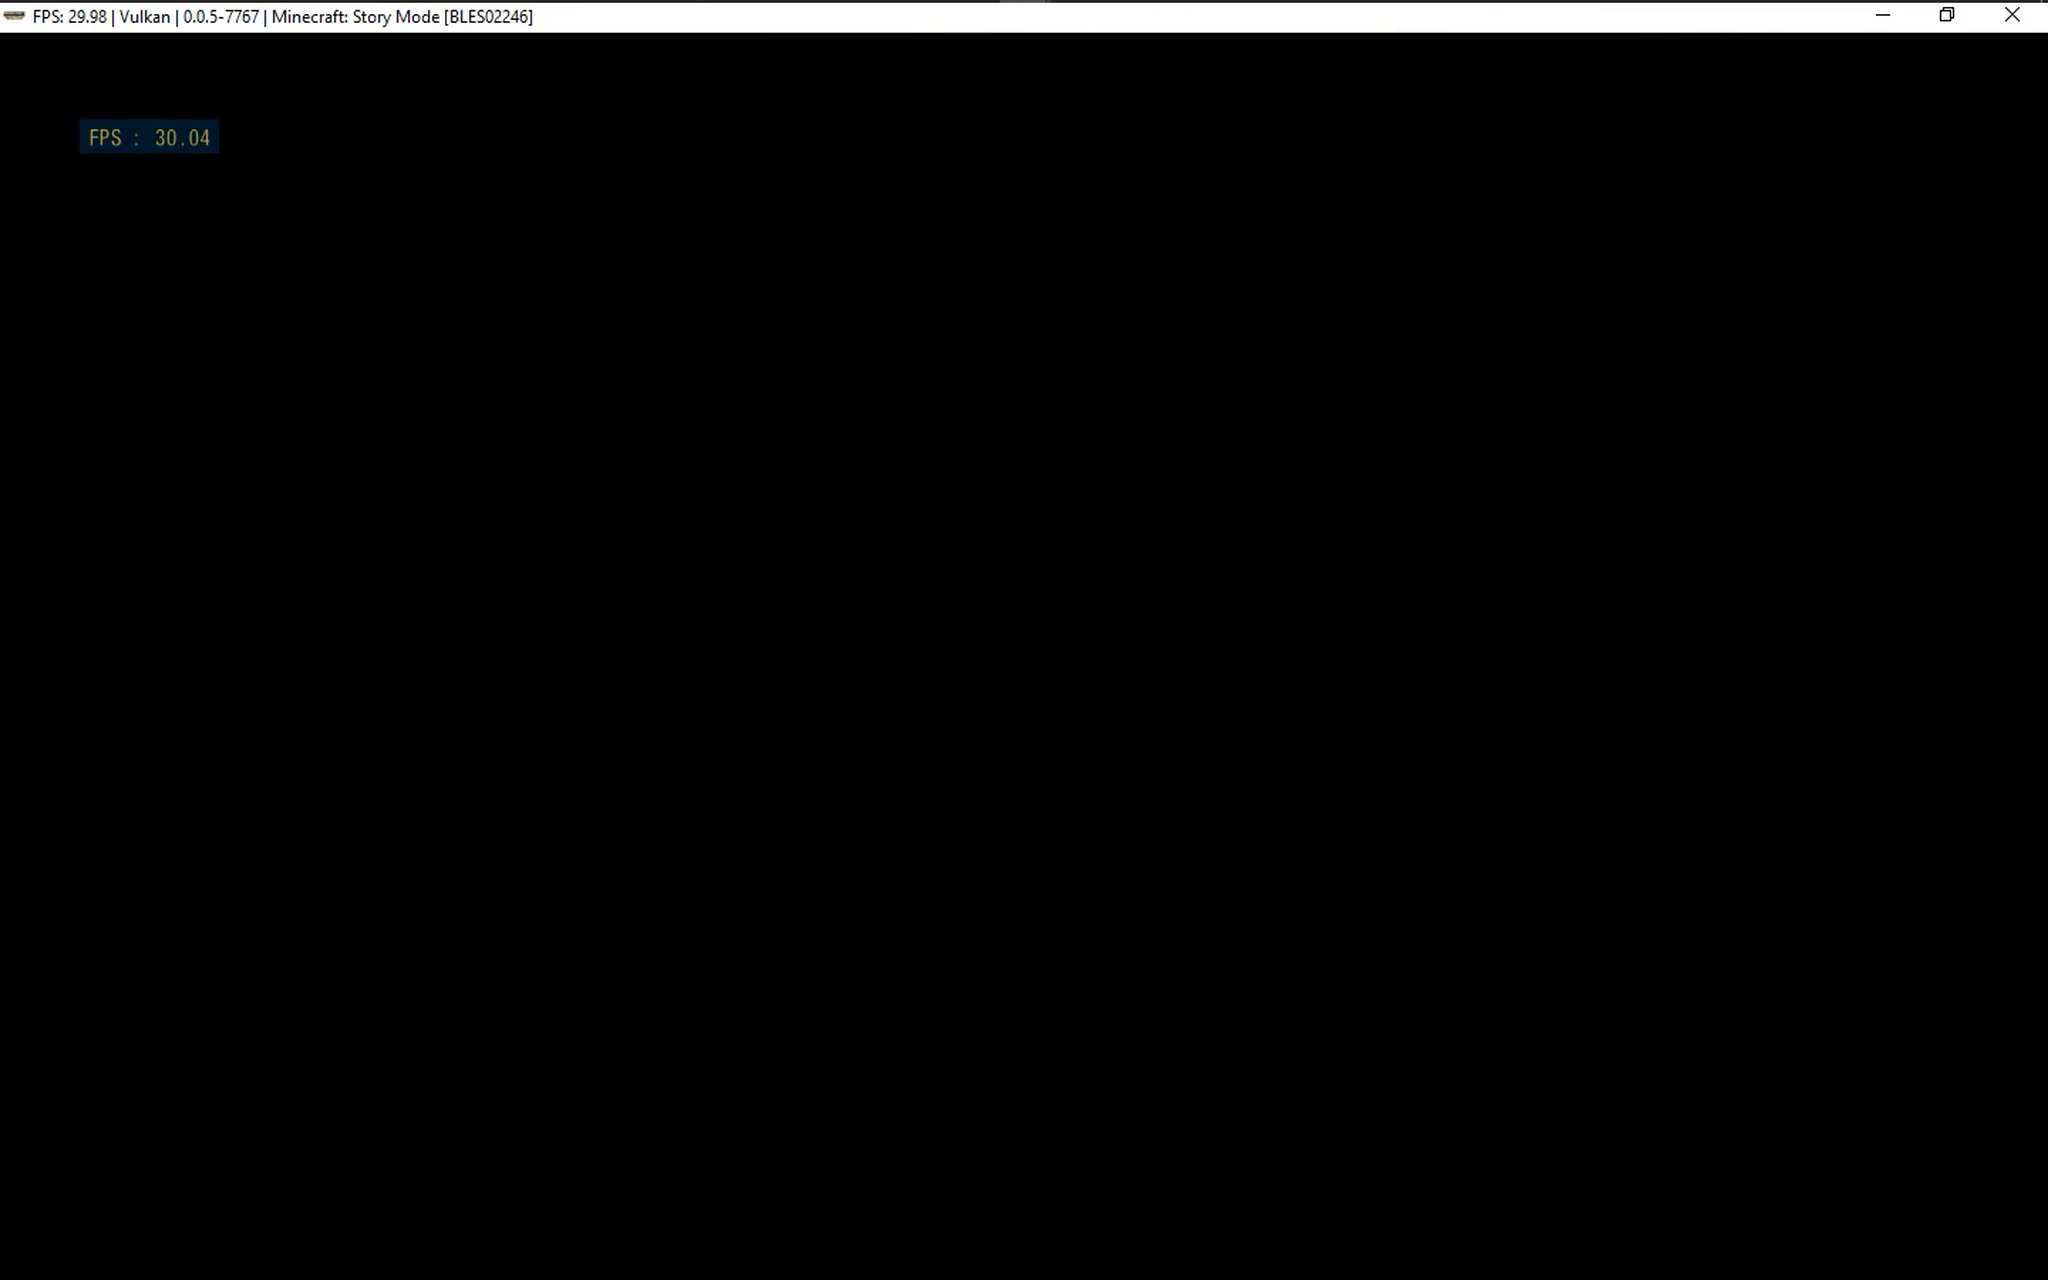 FPS: 29.98 | Vulkan | 0.0.5-7767 | Minecraft: Story Mode [BLES02246]
FPS : 30.04